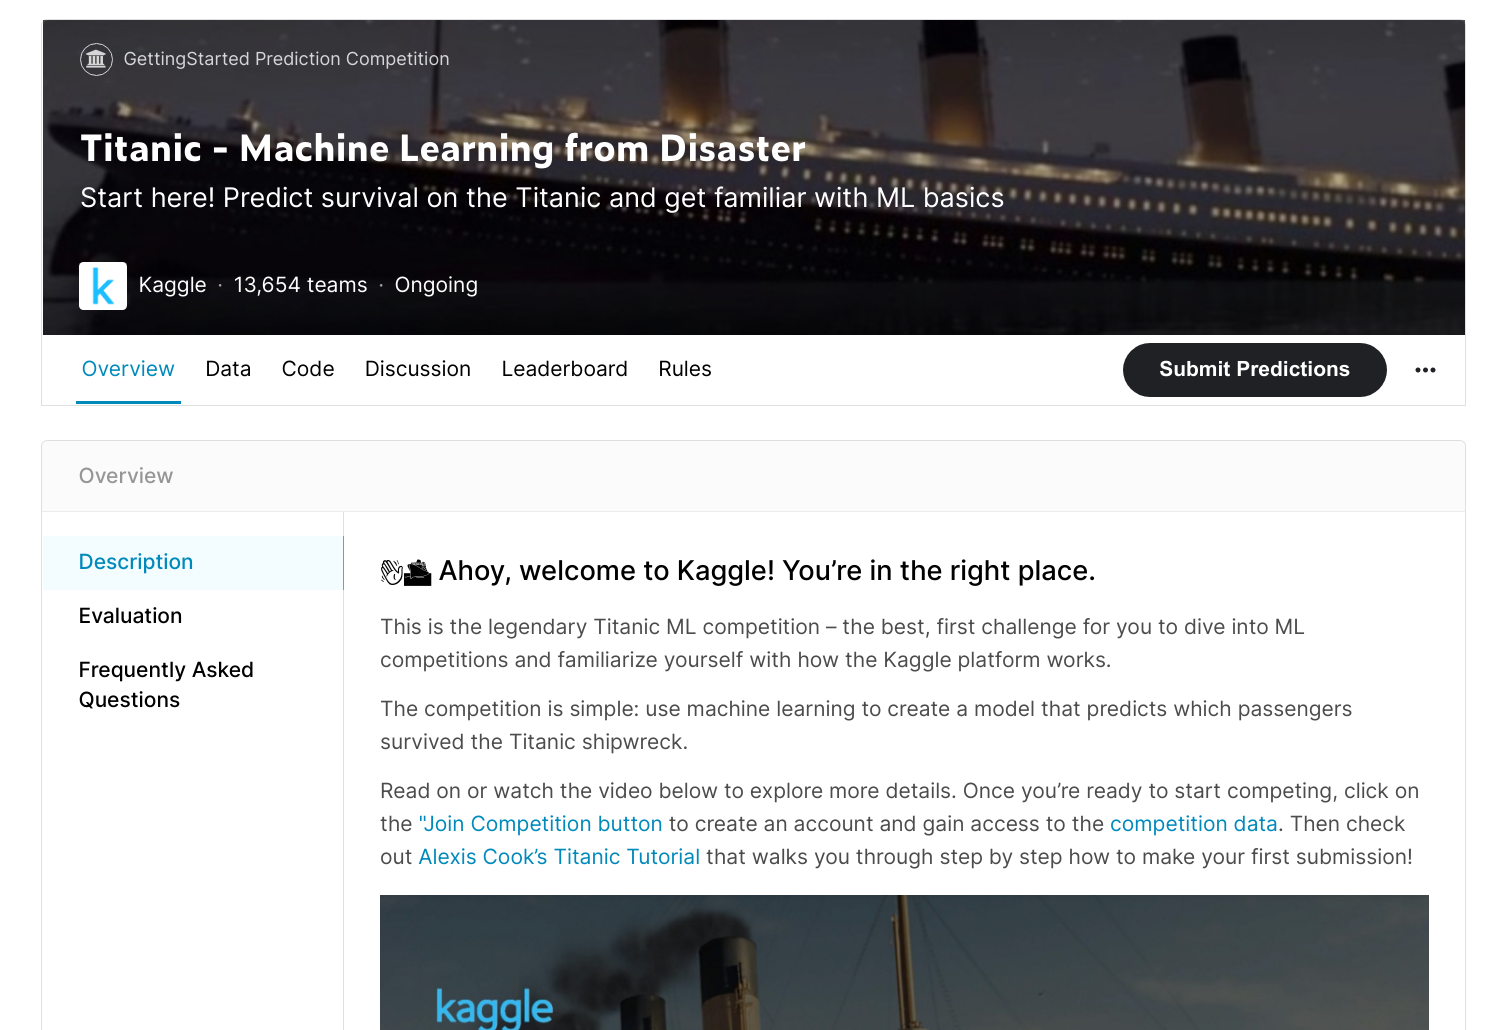 GettingStarted Prediction Competition
Titanic - Machine Learning from Disaster
Start here! Predict survival on the Titanic and get familiar with ML basics
k
Kaggle · 13,654 teams · Ongoing
Overview Data Code Discussion Leaderboard Rules Submit Predictions
Overview
Description
Evaluation
Frequently Asked
Questions
👋🛳️ Ahoy, welcome to Kaggle! You’re in the right place.
This is the legendary Titanic ML competition – the best, first challenge for you to dive into ML
competitions and familiarize yourself with how the Kaggle platform works.
The competition is simple: use machine learning to create a model that predicts which passengers
survived the Titanic shipwreck.
Read on or watch the video below to explore more details. Once you’re ready to start competing, click on
the "Join Competition button to create an account and gain access to the competition data. Then check
out Alexis Cook’s Titanic Tutorial that walks you through step by step how to make your first submission!
kaggle